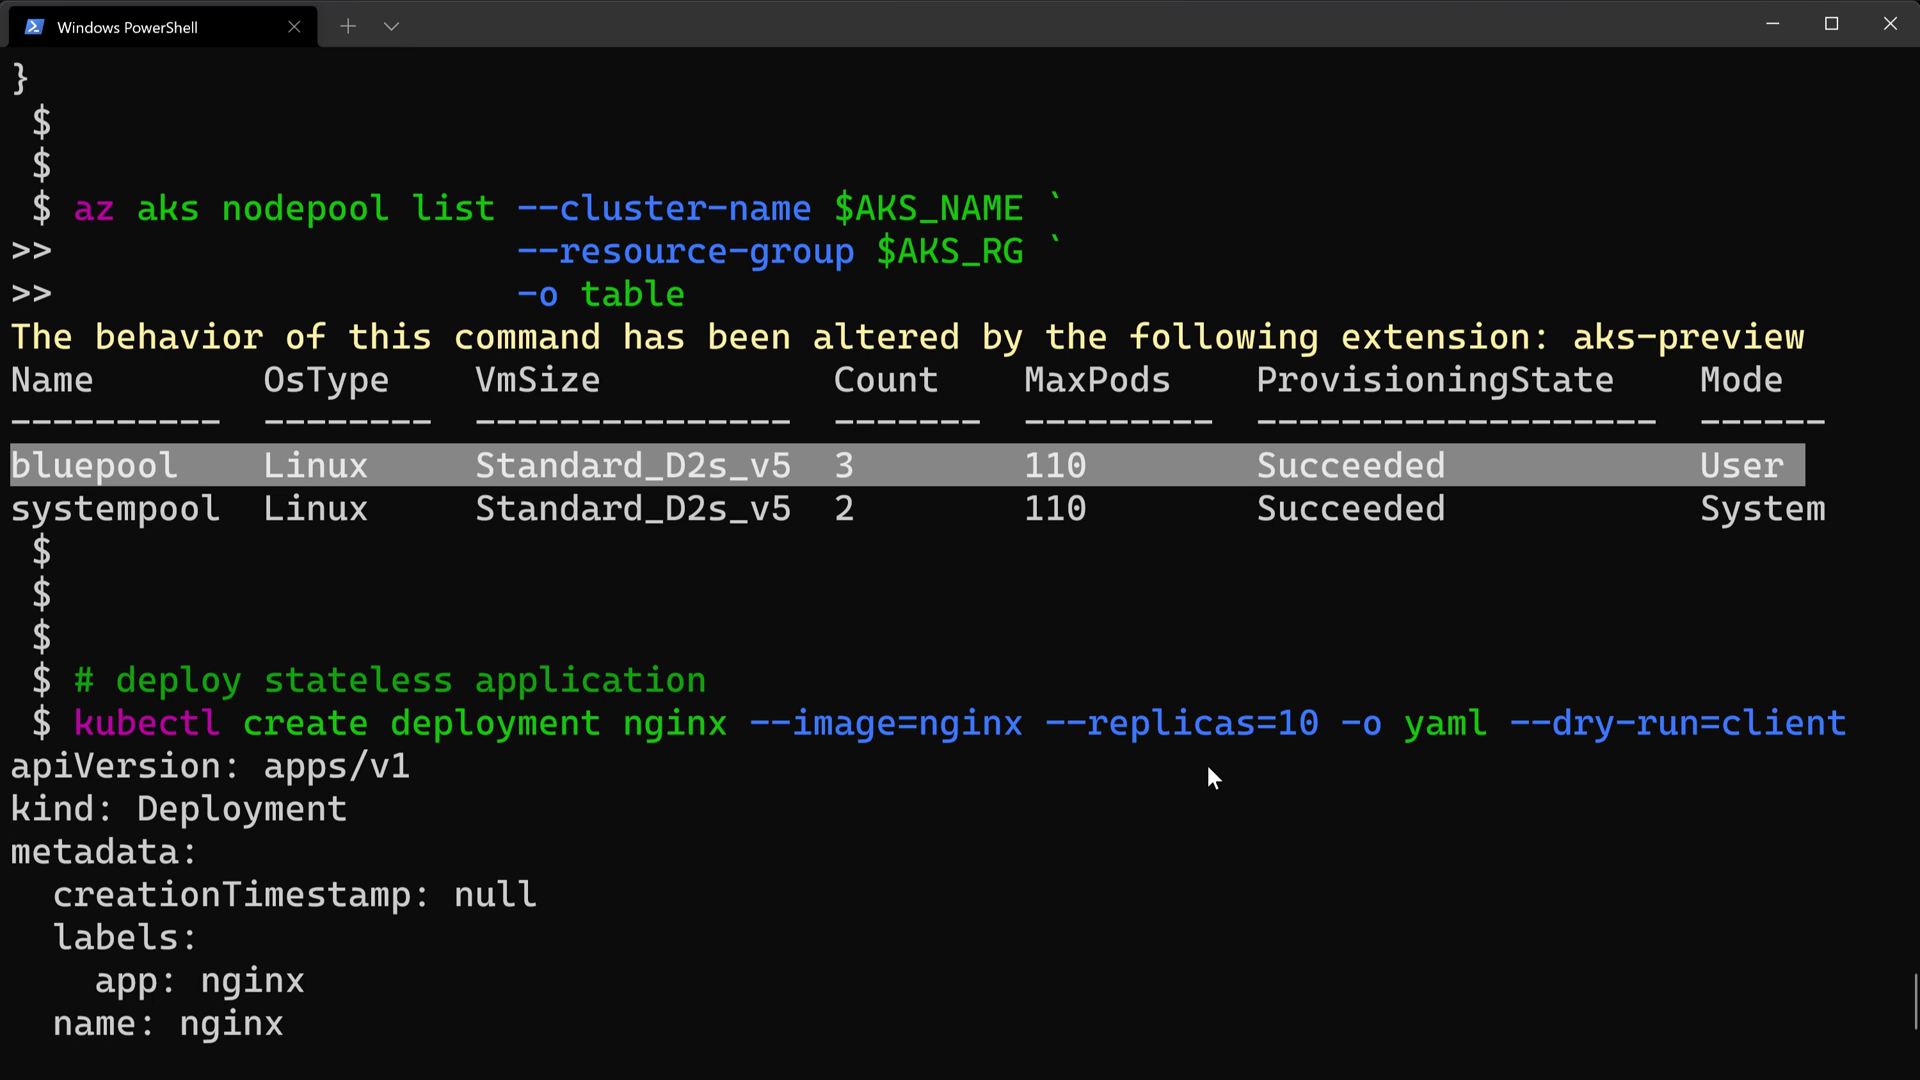 Windows PowerShell
}
$
$
$ az aks nodepool list --cluster-name $AKS_NAME `
>>                      --resource-group $AKS_RG `
>>                      -o table
The behavior of this command has been altered by the following extension: aks-preview
Name        OsType    VmSize           Count    MaxPods    ProvisioningState    Mode
----------  --------  ---------------  -------  ---------  -------------------  ------
bluepool    Linux     Standard_D2s_v5  3        110        Succeeded            User
systempool  Linux     Standard_D2s_v5  2        110        Succeeded            System
$
$
$
$ # deploy stateless application
$ kubectl create deployment nginx --image=nginx --replicas=10 -o yaml --dry-run=client
apiVersion: apps/v1
kind: Deployment
metadata:
  creationTimestamp: null
  labels:
    app: nginx
  name: nginx